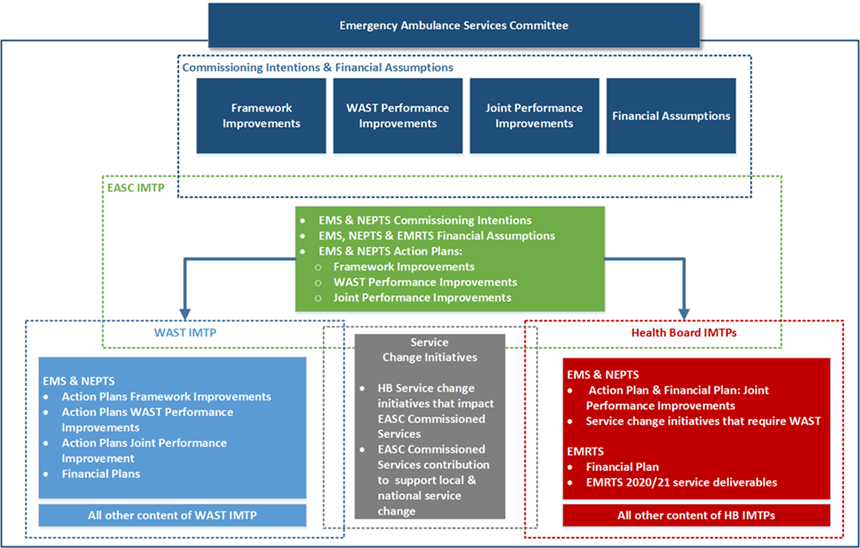 Emergency Ambulance Services Committee
Commissioning Intentions & Financial Assumptions
Framework
Improvements
WAST Performance
Improvements
Joint Performance
Improvements
Financial Assumptions
EASC IMTP
• EMS & NEPTS Commissioning Intentions
• EMS, NEPTS & EMRTS Financial Assumptions
• EMS & NEPTS Action Plans:
o Framework Improvements
o WAST Performance Improvements
o Joint Performance Improvements
WAST IMTP
EMS & NEPTS
• Action Plans Framework Improvements
• Action Plans WAST Performance
Improvements
• Action Plans Joint Performance
Improvement
• Financial Plans
All other content of WAST IMTP
Service
Change Initiatives
• HB Service change
initiatives that impact
EASC Commissioned
Services
• EASC Commissioned
Services contribution
to support local &
national service
change
Health Board IMTPs
EMS & NEPTS
• Action Plan & Financial Plan: Joint
Performance Improvements
• Service change initiatives that require WAST
EMRTS
• Financial Plan
• EMRTS 2020/21 service deliverables
All other content of HB IMTPs